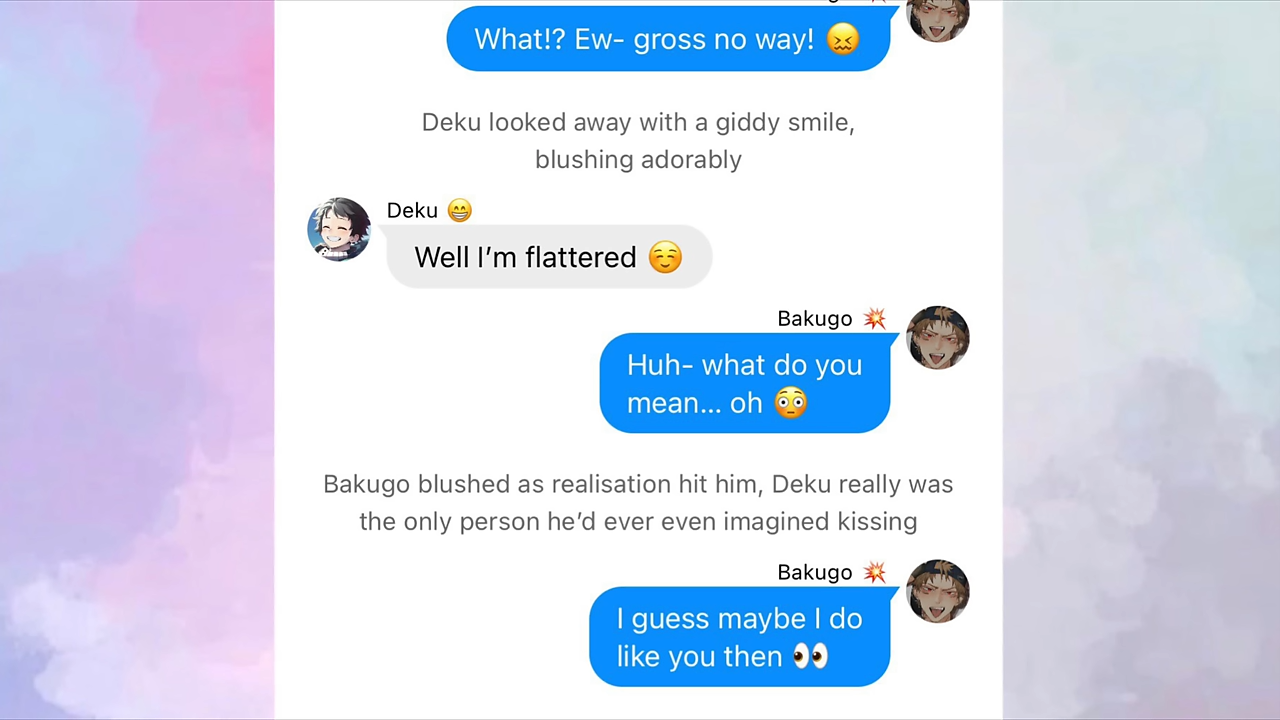 What!? Ew- gross no way! 😖
Deku looked away with a giddy smile,
blushing adorably
Deku 😁
Well I’m flattered ☺️
Bakugo 💥
Huh- what do you
mean... oh 😳
Bakugo blushed as realisation hit him, Deku really was
the only person he’d ever even imagined kissing
Bakugo 💥
I guess maybe I do
like you then 👀